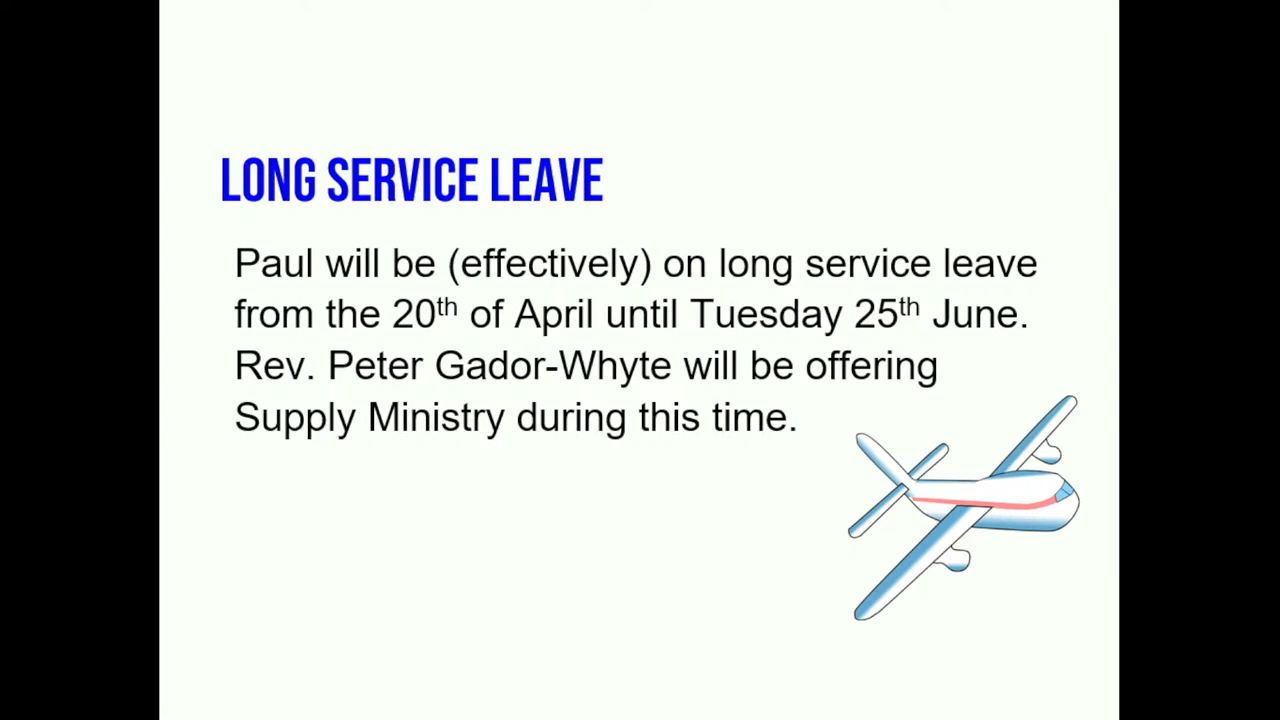 LONG SERVICE LEAVE
Paul will be (effectively) on long service leave
from the 20th of April until Tuesday 25th June.
Rev. Peter Gador-Whyte will be offering
Supply Ministry during this time.